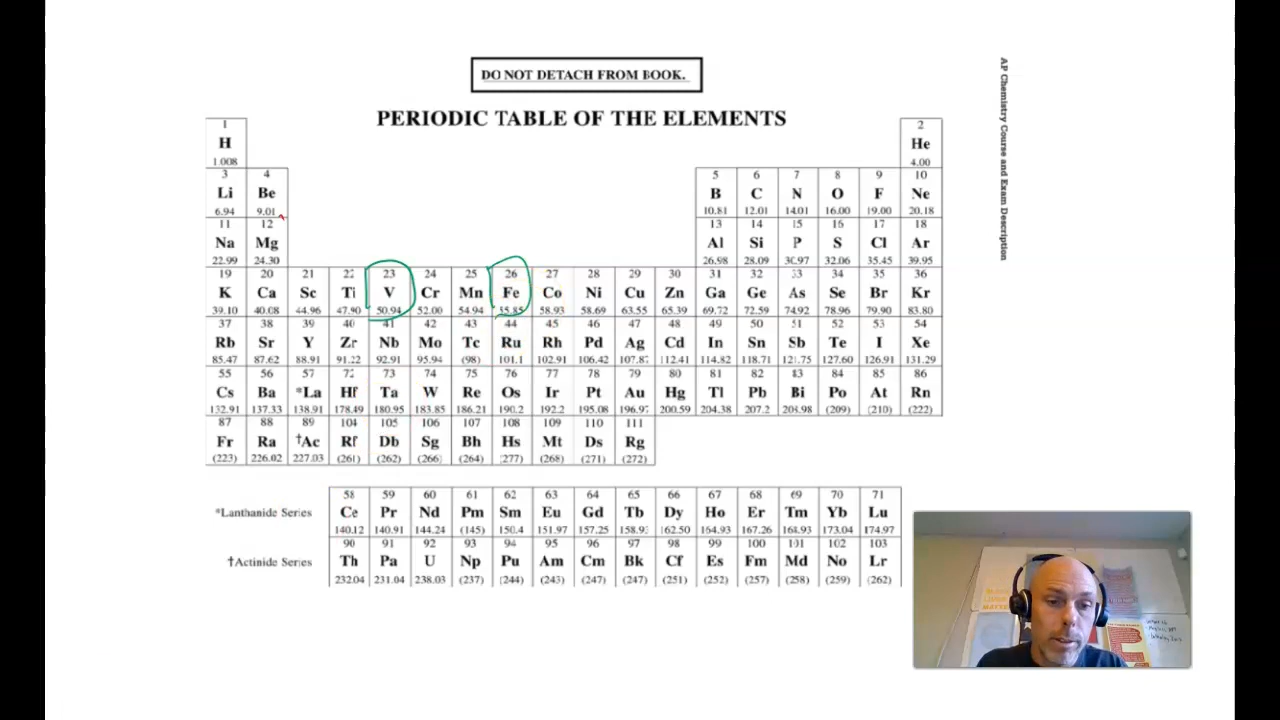 DO NOT DETACH FROM BOOK.
PERIODIC TABLE OF THE ELEMENTS
AP Chemistry Course and Exam Description
1 2
H He
1.008 4.00
3 4 5 6 7 8 9 10
Li Be B C N O F Ne
6.94 9.01 10.81 12.01 14.01 16.00 19.00 20.18
11 12 13 14 15 16 17 18
Na Mg Al Si P S Cl Ar
22.99 24.30 26.98 28.09 30.97 32.06 35.45 39.95
19 20 21 22 23 24 25 26 27 28 29 30 31 32 33 34 35 36
K Ca Sc Ti V Cr Mn Fe Co Ni Cu Zn Ga Ge As Se Br Kr
39.10 40.08 44.96 47.90 50.94 52.00 54.94 55.85 58.93 58.69 63.55 65.39 69.72 72.59 74.92 78.96 79.90 83.80
37 38 39 40 41 42 43 44 45 46 47 48 49 50 51 52 53 54
Rb Sr Y Zr Nb Mo Tc Ru Rh Pd Ag Cd In Sn Sb Te I Xe
85.47 87.62 88.91 91.22 92.91 95.94 (98) 101.1 102.91 106.42 107.87 112.41 114.82 118.71 121.75 127.60 126.91 131.29
55 56 57 72 73 74 75 76 77 78 79 80 81 82 83 84 85 86
Cs Ba *La Hf Ta W Re Os Ir Pt Au Hg Tl Pb Bi Po At Rn
132.91 137.33 138.91 178.49 180.95 183.85 186.21 190.2 192.2 195.08 196.97 200.59 204.38 207.2 208.98 (209) (210) (222)
87 88 89 104 105 106 107 108 109 110 111
Fr Ra †Ac Rf Db Sg Bh Hs Mt Ds Rg
(223) 226.02 227.03 (261) (262) (266) (264) (277) (268) (271) (272)
58 59 60 61 62 63 64 65 66 67 68 69 70 71
*Lanthanide Series Ce Pr Nd Pm Sm Eu Gd Tb Dy Ho Er Tm Yb Lu
140.12 140.91 144.24 (145) 150.4 151.97 157.25 158.93 162.50 164.93 167.26 168.93 173.04 174.97
90 91 92 93 94 95 96 97 98 99 100 101 102 103
†Actinide Series Th Pa U Np Pu Am Cm Bk Cf Es Fm Md No Lr
232.04 231.04 238.03 (237) (244) (243) (247) (247) (251) (252) (257) (258) (259) (262)